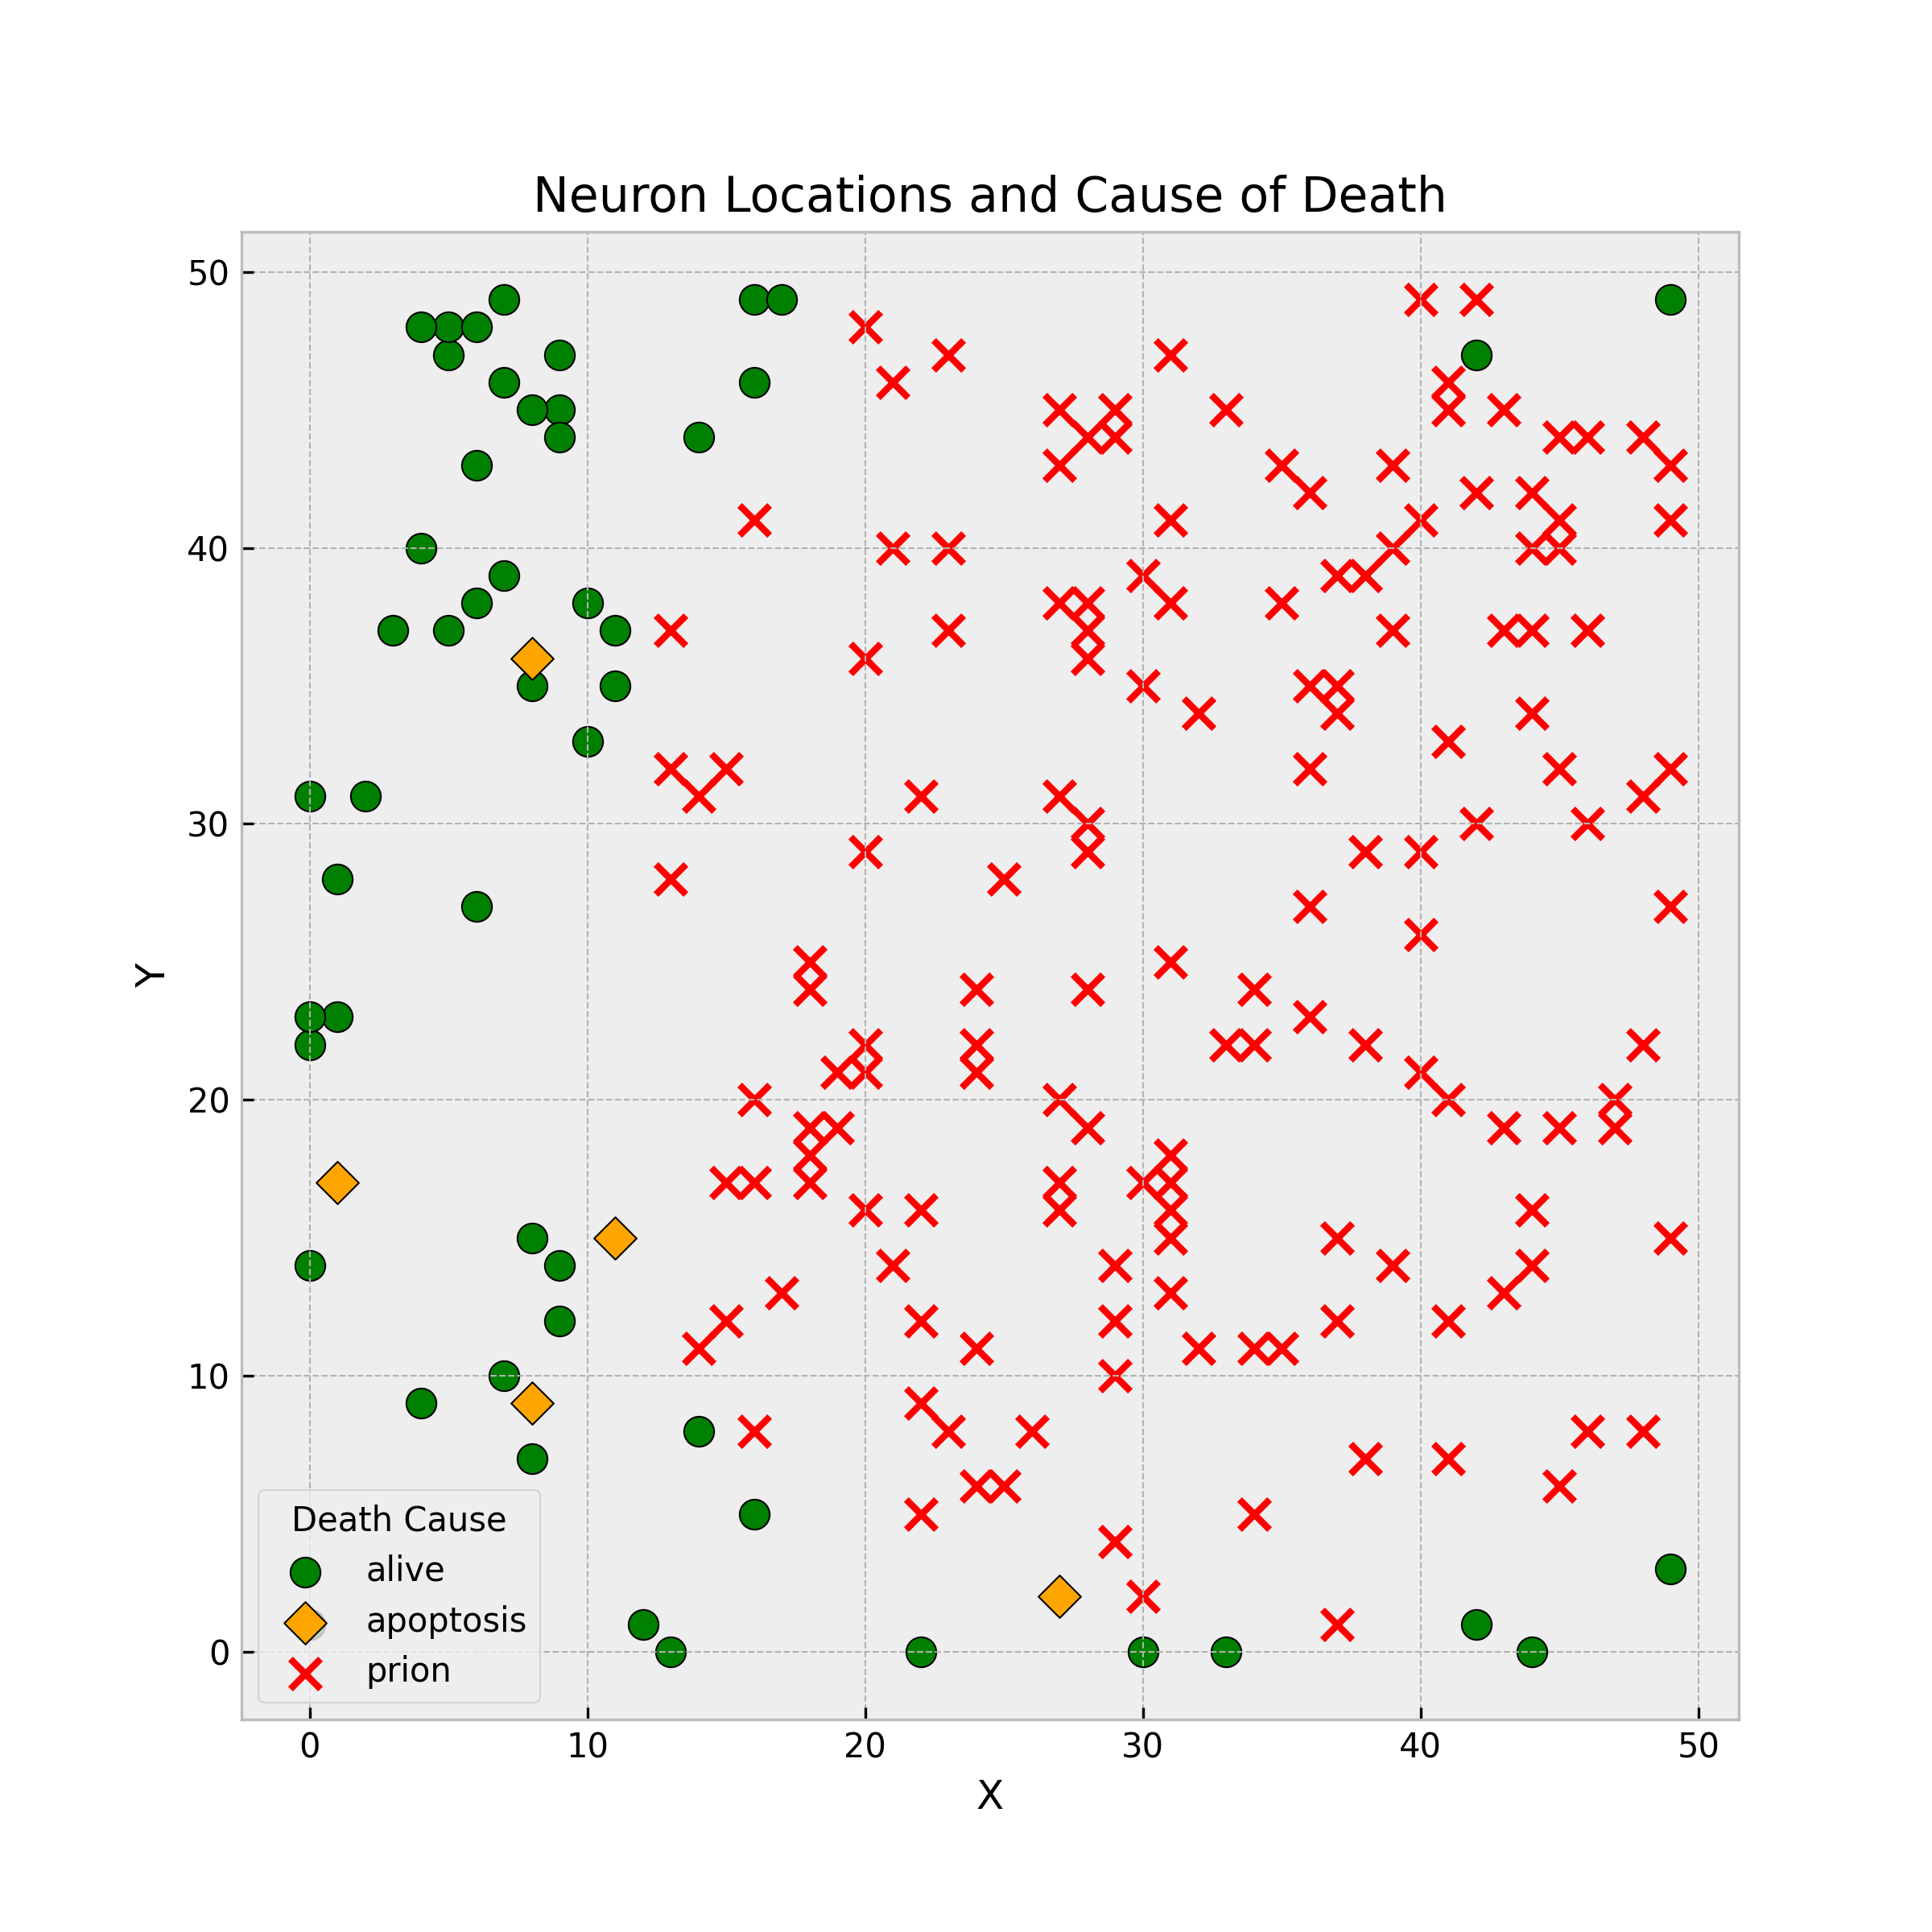 Neuron Locations and Cause of Death
50
40
30
20
10
0
Y
Death Cause
alive
apoptosis
prion
0 10 20 30 40 50
X